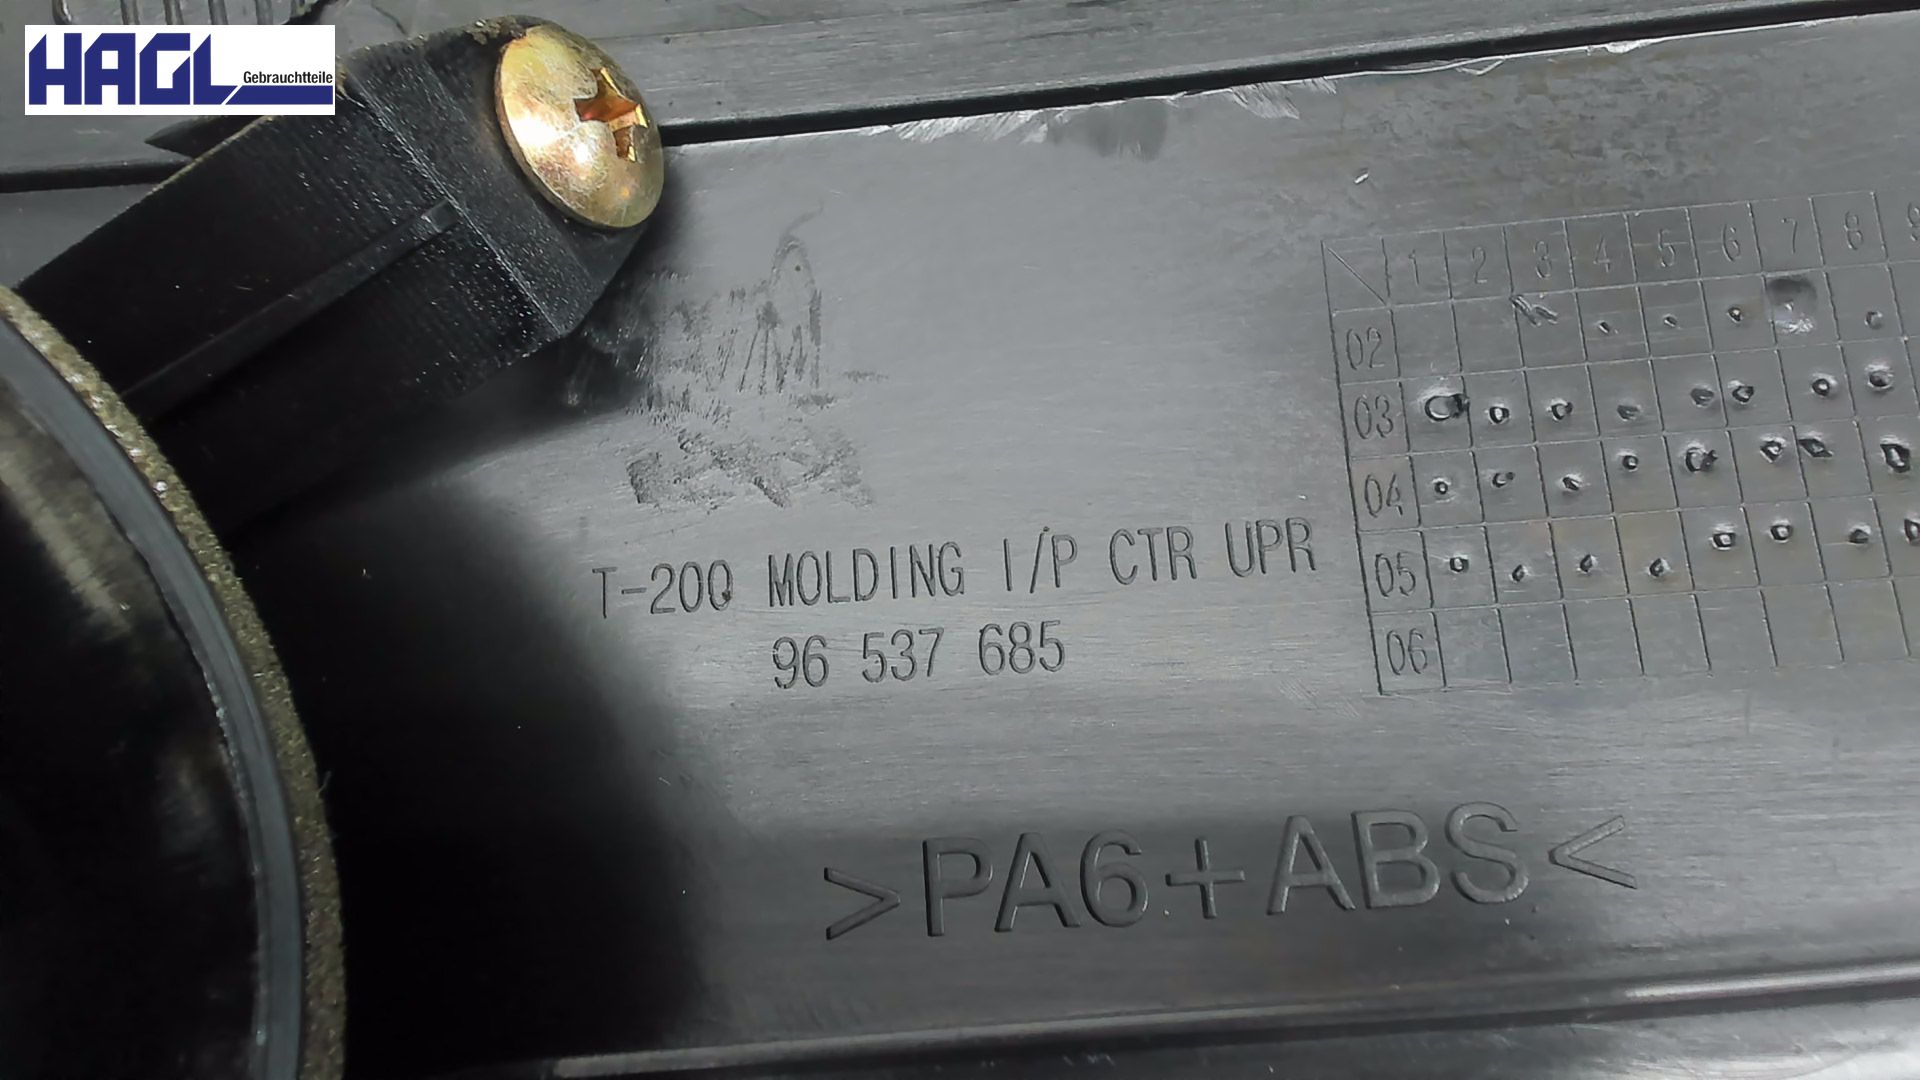 HAGL
Gebrauchtteile
1 2 3 4 5 6 7 8 9
02
03
04
05
06
T-200 MOLDING I/P CTR UPR
96 537 685
>PA6+ABS<